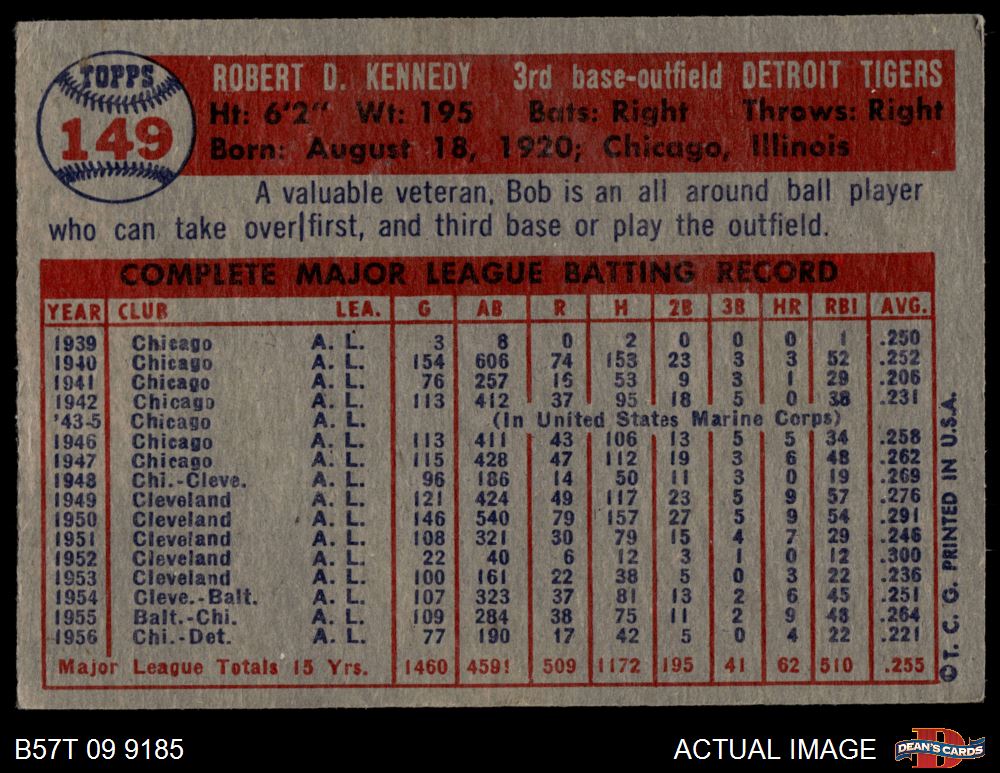 TOPPS
149
ROBERT D. KENNEDY 3rd base-outfield DETROIT TIGERS
Ht: 6'2" Wt: 195 Bats: Right Throws: Right
Born: August 18, 1920; Chicago, Illinois
A valuable veteran, Bob is an all around ball player
who can take over first, and third base or play the outfield.
COMPLETE MAJOR LEAGUE BATTING RECORD
YEAR CLUB LEA. G AB R H 2B 3B HR RBI AVG.
1939 Chicago A. L. 3 8 0 2 0 0 0 1 .250
1940 Chicago A. L. 154 606 74 153 23 3 3 52 .252
1941 Chicago A. L. 76 257 16 53 9 3 1 29 .206
1942 Chicago A. L. 113 412 37 95 18 5 0 38 .231
'43-5 Chicago A. L. (In United States Marine Corps)
1946 Chicago A. L. 113 411 43 106 13 5 5 34 .258
1947 Chicago A. L. 115 428 47 112 19 3 6 48 .262
1948 Chi.-Cleve. A. L. 96 186 14 50 11 3 0 19 .269
1949 Cleveland A. L. 121 424 49 117 23 5 9 57 .276
1950 Cleveland A. L. 146 540 79 157 27 5 9 54 .291
1951 Cleveland A. L. 108 321 30 79 15 4 7 29 .246
1952 Cleveland A. L. 22 40 6 12 3 1 0 12 .300
1953 Cleveland A. L. 100 161 22 38 5 0 3 22 .236
1954 Cleve.-Balt. A. L. 107 323 37 81 13 2 6 45 .251
1955 Balt.-Chi. A. L. 109 284 38 75 11 2 9 48 .264
1956 Chi.-Det. A. L. 77 190 17 42 5 0 4 22 .221
Major League Totals 15 Yrs. 1460 4591 509 1172 195 41 62 510 .255
© T. C. G. PRINTED IN U.S.A.
B57T 09 9185 ACTUAL IMAGE
D
DEAN'S CARDS